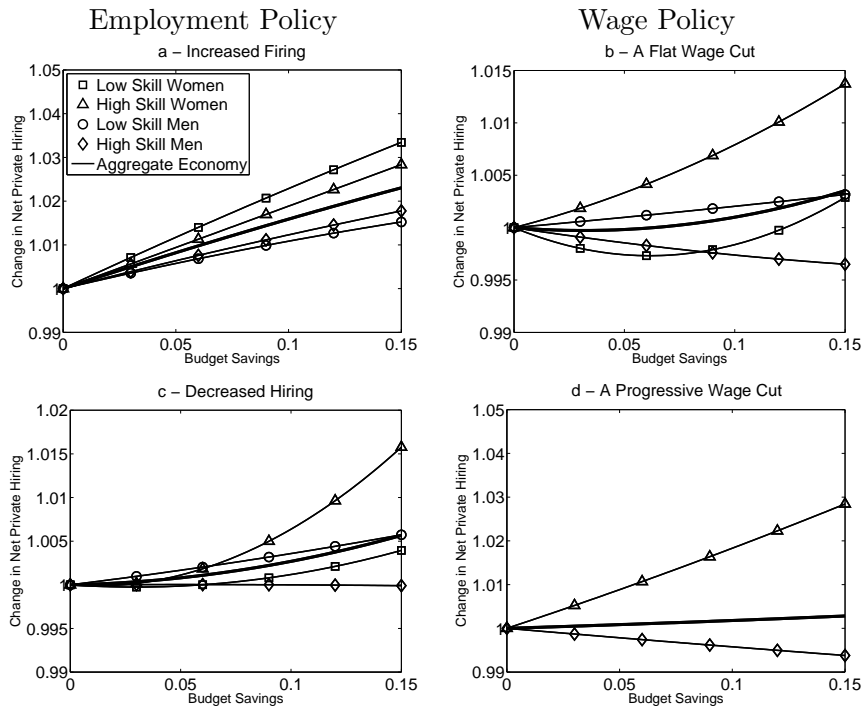 Employment Policy
Wage Policy
a – Increased Firing
1.05
1.04
1.03
1.02
1.01
1
0.99
Change in Net Private Hiring
Low Skill Women
High Skill Women
Low Skill Men
High Skill Men
Aggregate Economy
0
0.05
0.1
0.15
Budget Savings
b – A Flat Wage Cut
1.015
1.01
1.005
1
0.995
0.99
Change in Net Private Hiring
0
0.05
0.1
0.15
Budget Savings
c – Decreased Hiring
1.02
1.015
1.01
1.005
1
0.995
0.99
Change in Net Private Hiring
0
0.05
0.1
0.15
Budget Savings
d – A Progressive Wage Cut
1.05
1.04
1.03
1.02
1.01
1
0.99
Change in Net Private Hiring
0
0.05
0.1
0.15
Budget Savings